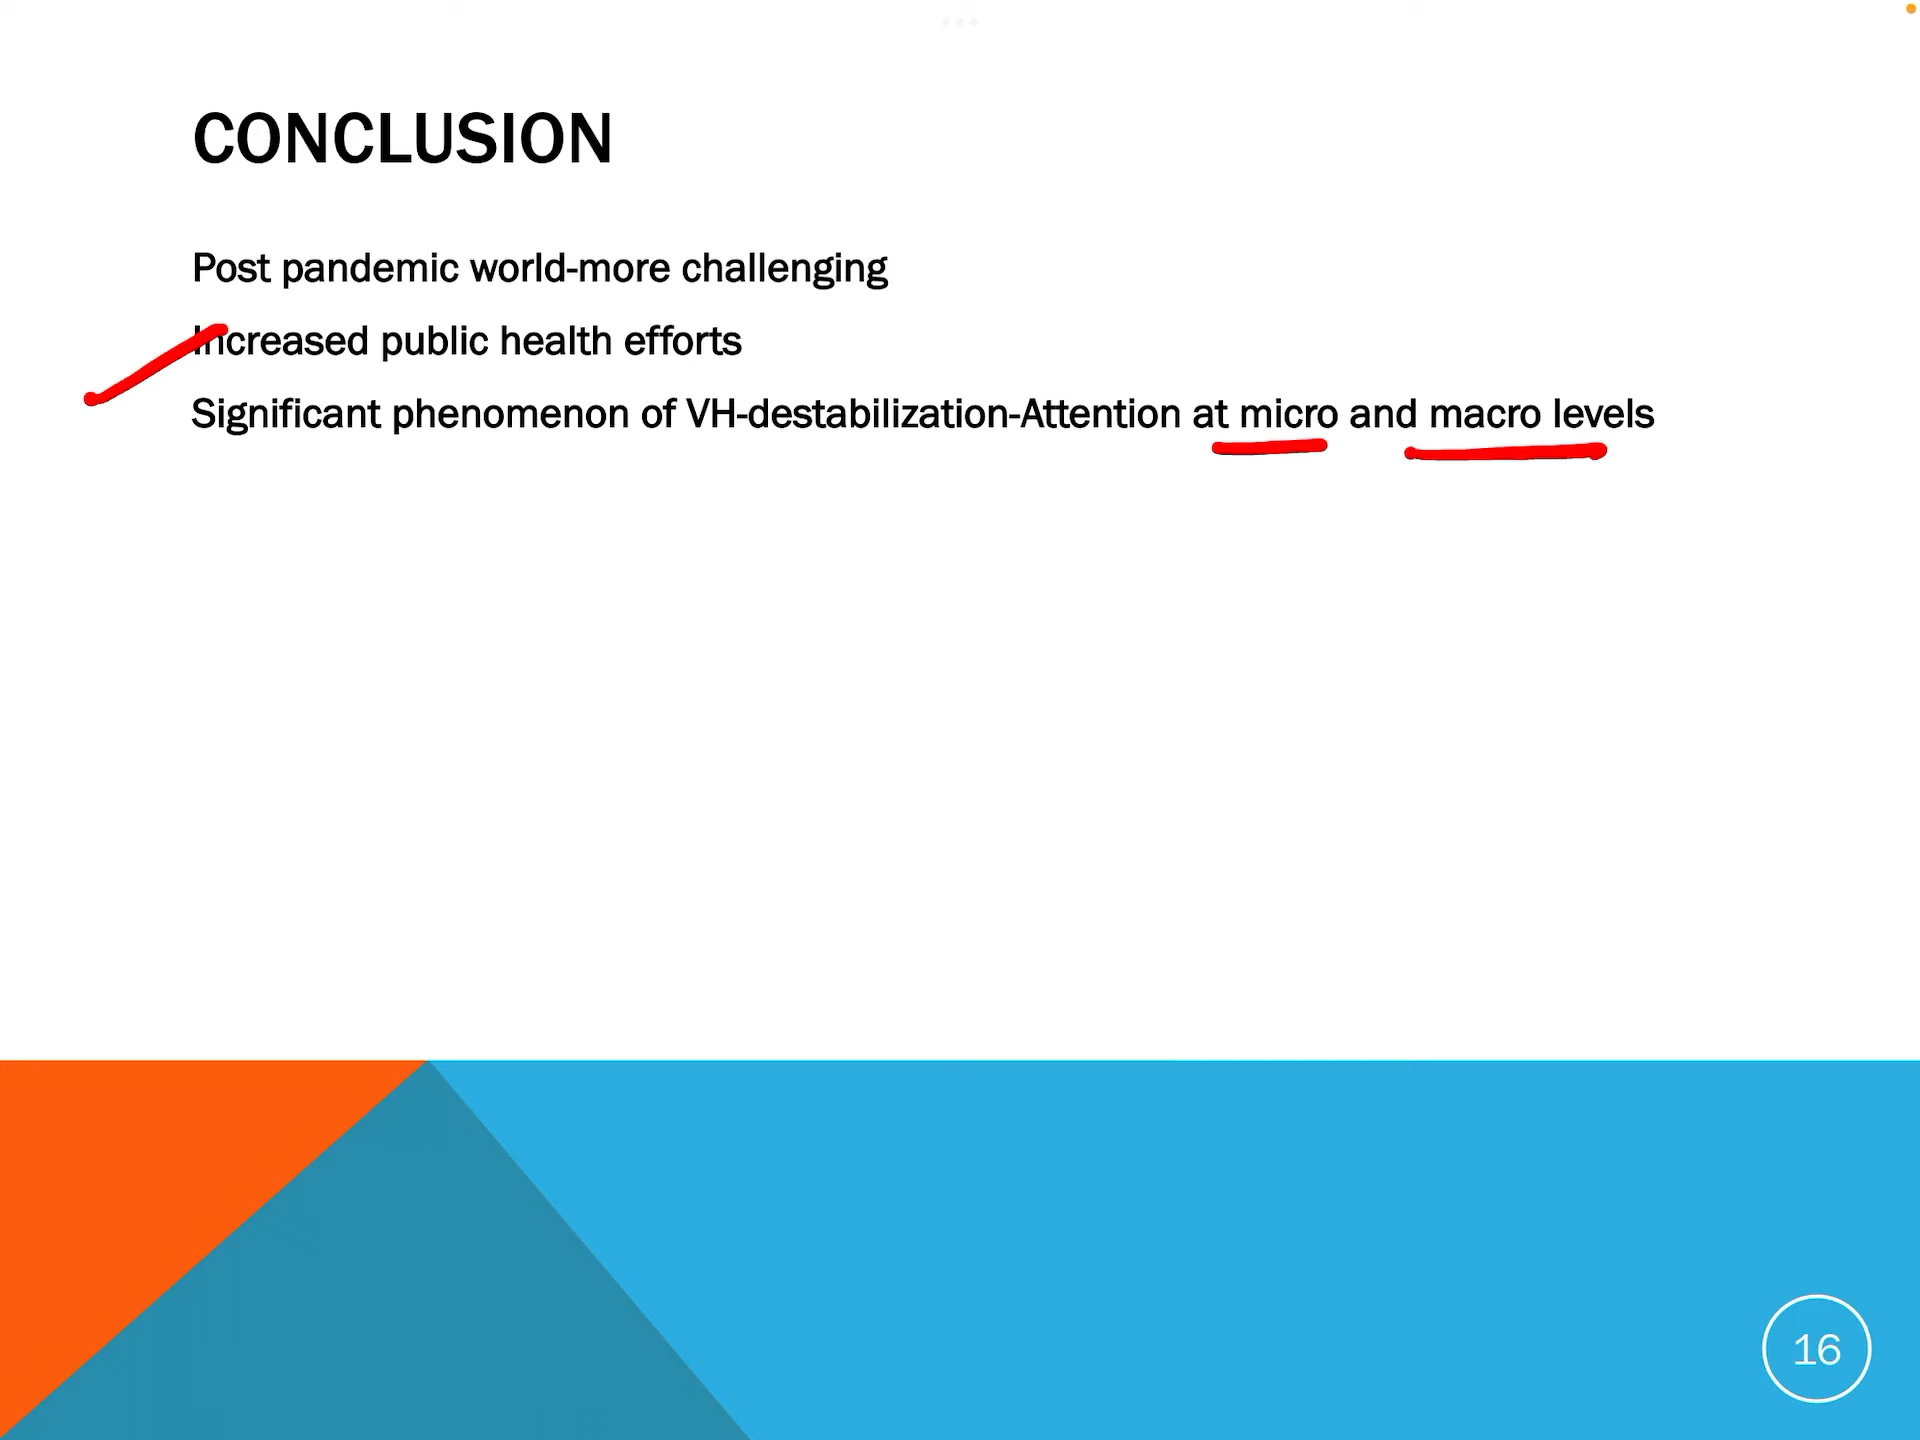 CONCLUSION
Post pandemic world-more challenging
Increased public health efforts
Significant phenomenon of VH-destabilization-Attention at micro and macro levels
16